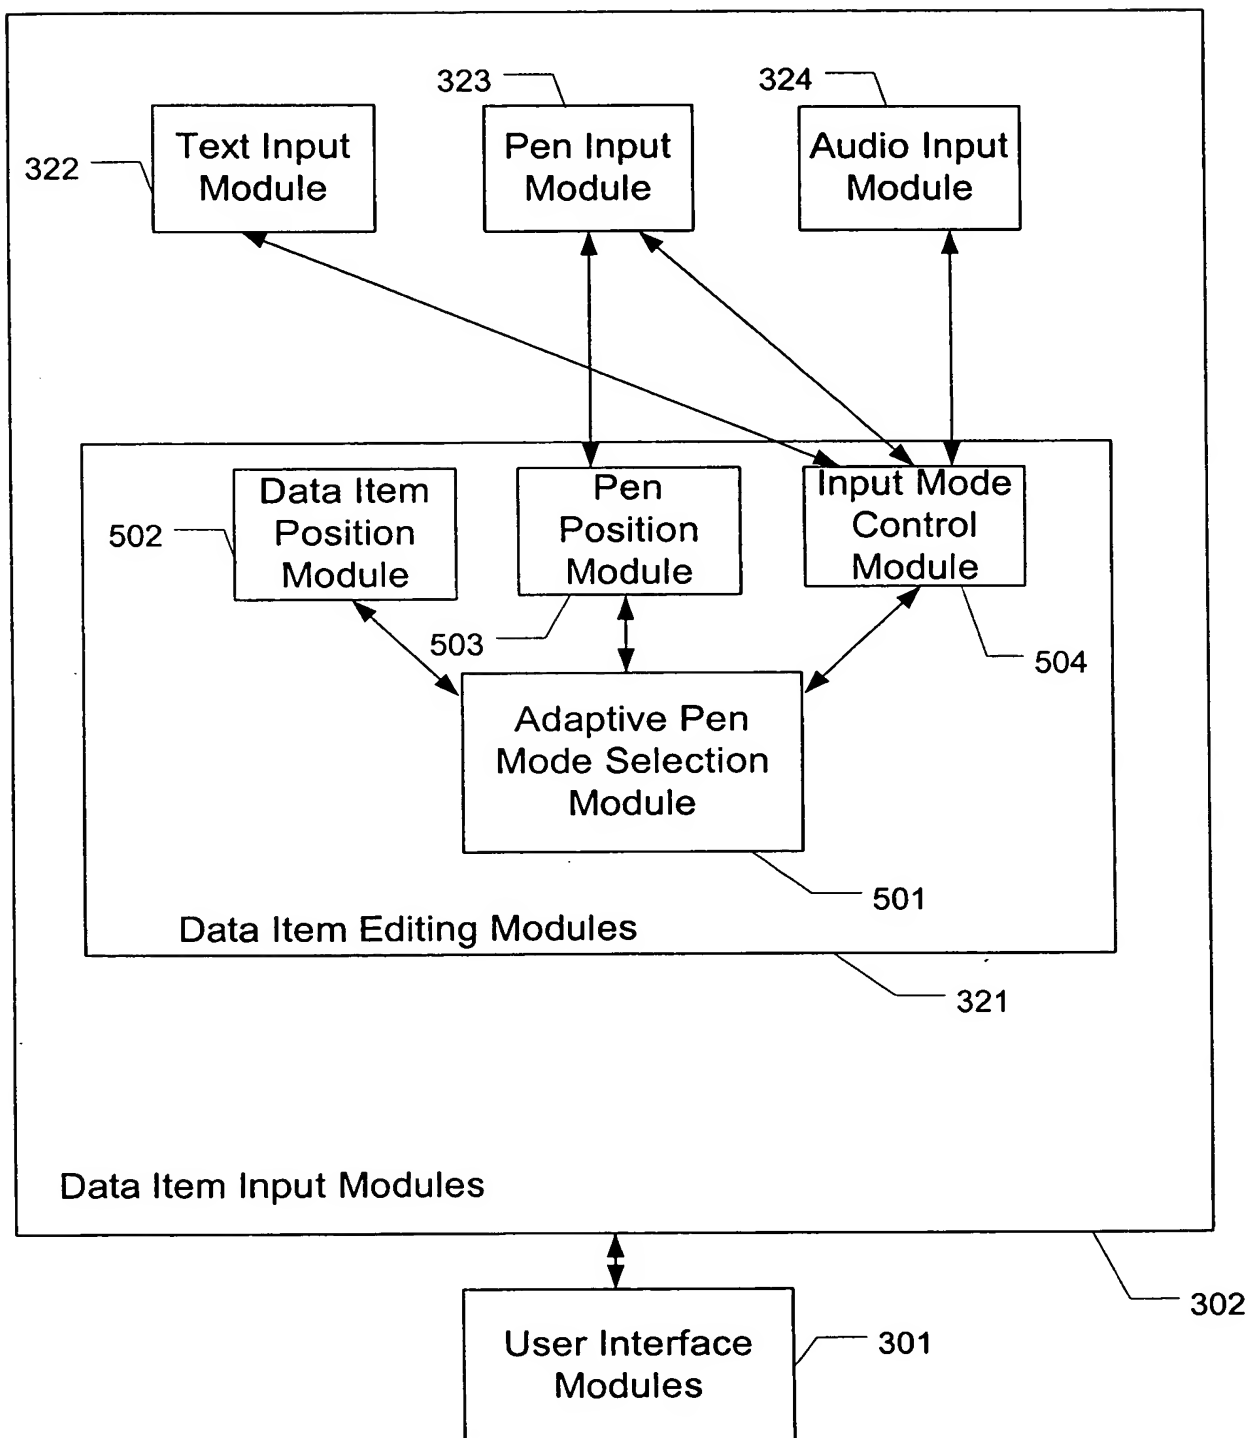 323
324
Text Input
Module
Pen Input
Module
Audio Input
Module
322
Data Item
Position
Module
Pen
Position
Module
Input Mode
Control
Module
502
503
504
Adaptive Pen
Mode Selection
Module
501
Data Item Editing Modules
321
Data Item Input Modules
302
User Interface
Modules
301